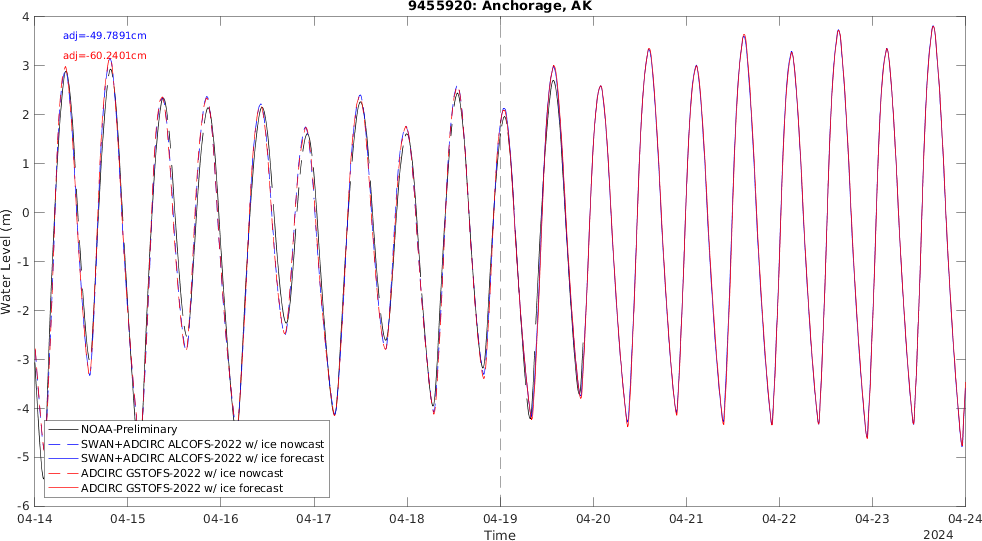 9455920: Anchorage, AK
adj=-49.7891cm
adj=-60.2401cm
4
3
2
1
0
-1
-2
-3
-4
-5
-6
Water Level (m)
NOAA-Preliminary
SWAN+ADCIRC ALCOFS-2022 w/ ice nowcast
SWAN+ADCIRC ALCOFS-2022 w/ ice forecast
ADCIRC GSTOFS-2022 w/ ice nowcast
ADCIRC GSTOFS-2022 w/ ice forecast
04-14 04-15 04-16 04-17 04-18 04-19 04-20 04-21 04-22 04-23 04-24
Time
2024